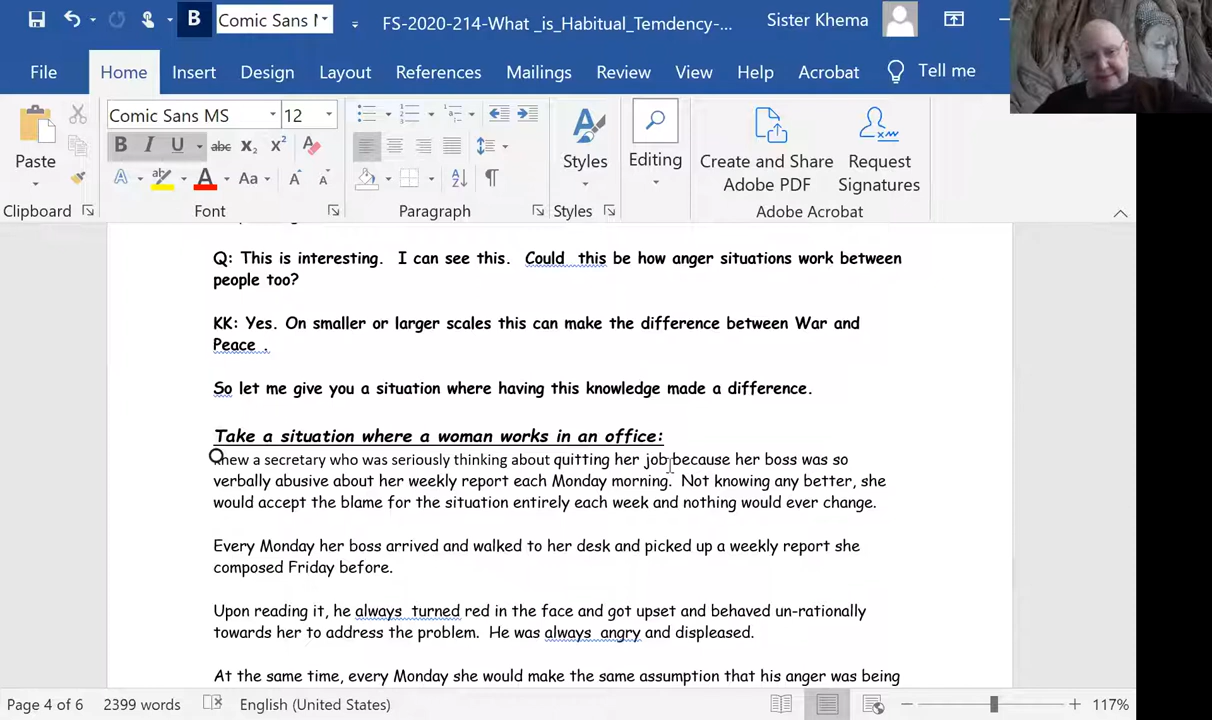 Comic Sans
FS-2020-214-What _is_Habitual_Temdency-...
Sister Khema
File Home Insert Design Layout References Mailings Review View Help Acrobat Tell me
Paste
Comic Sans MS 12
Styles
Editing
Create and Share Adobe PDF
Request Signatures
Clipboard Font Paragraph Styles Adobe Acrobat
Q: This is interesting. I can see this. Could this be how anger situations work between
people too?
KK: Yes. On smaller or larger scales this can make the difference between War and
Peace .
So let me give you a situation where having this knowledge made a difference.
Take a situation where a woman works in an office:
knew a secretary who was seriously thinking about quitting her job because her boss was so
verbally abusive about her weekly report each Monday morning. Not knowing any better, she
would accept the blame for the situation entirely each week and nothing would ever change.
Every Monday her boss arrived and walked to her desk and picked up a weekly report she
composed Friday before.
Upon reading it, he always turned red in the face and got upset and behaved un-rationally
towards her to address the problem. He was always angry and displeased.
At the same time, every Monday she would make the same assumption that his anger was being
Page 4 of 6 2399 words English (United States) 117%